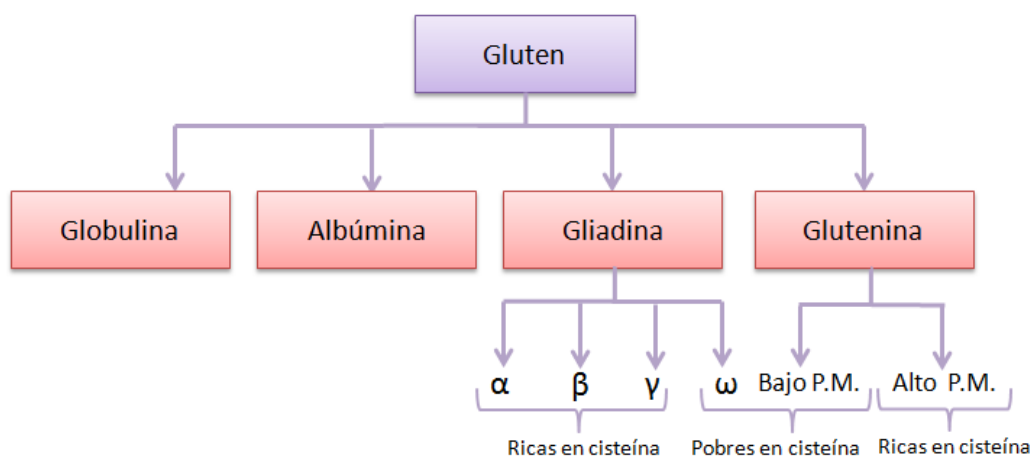 Gluten
Globulina Albúmina Gliadina Glutenina
α β γ ω Bajo P.M. Alto P.M.
Ricas en cisteína Pobres en cisteína Ricas en cisteína